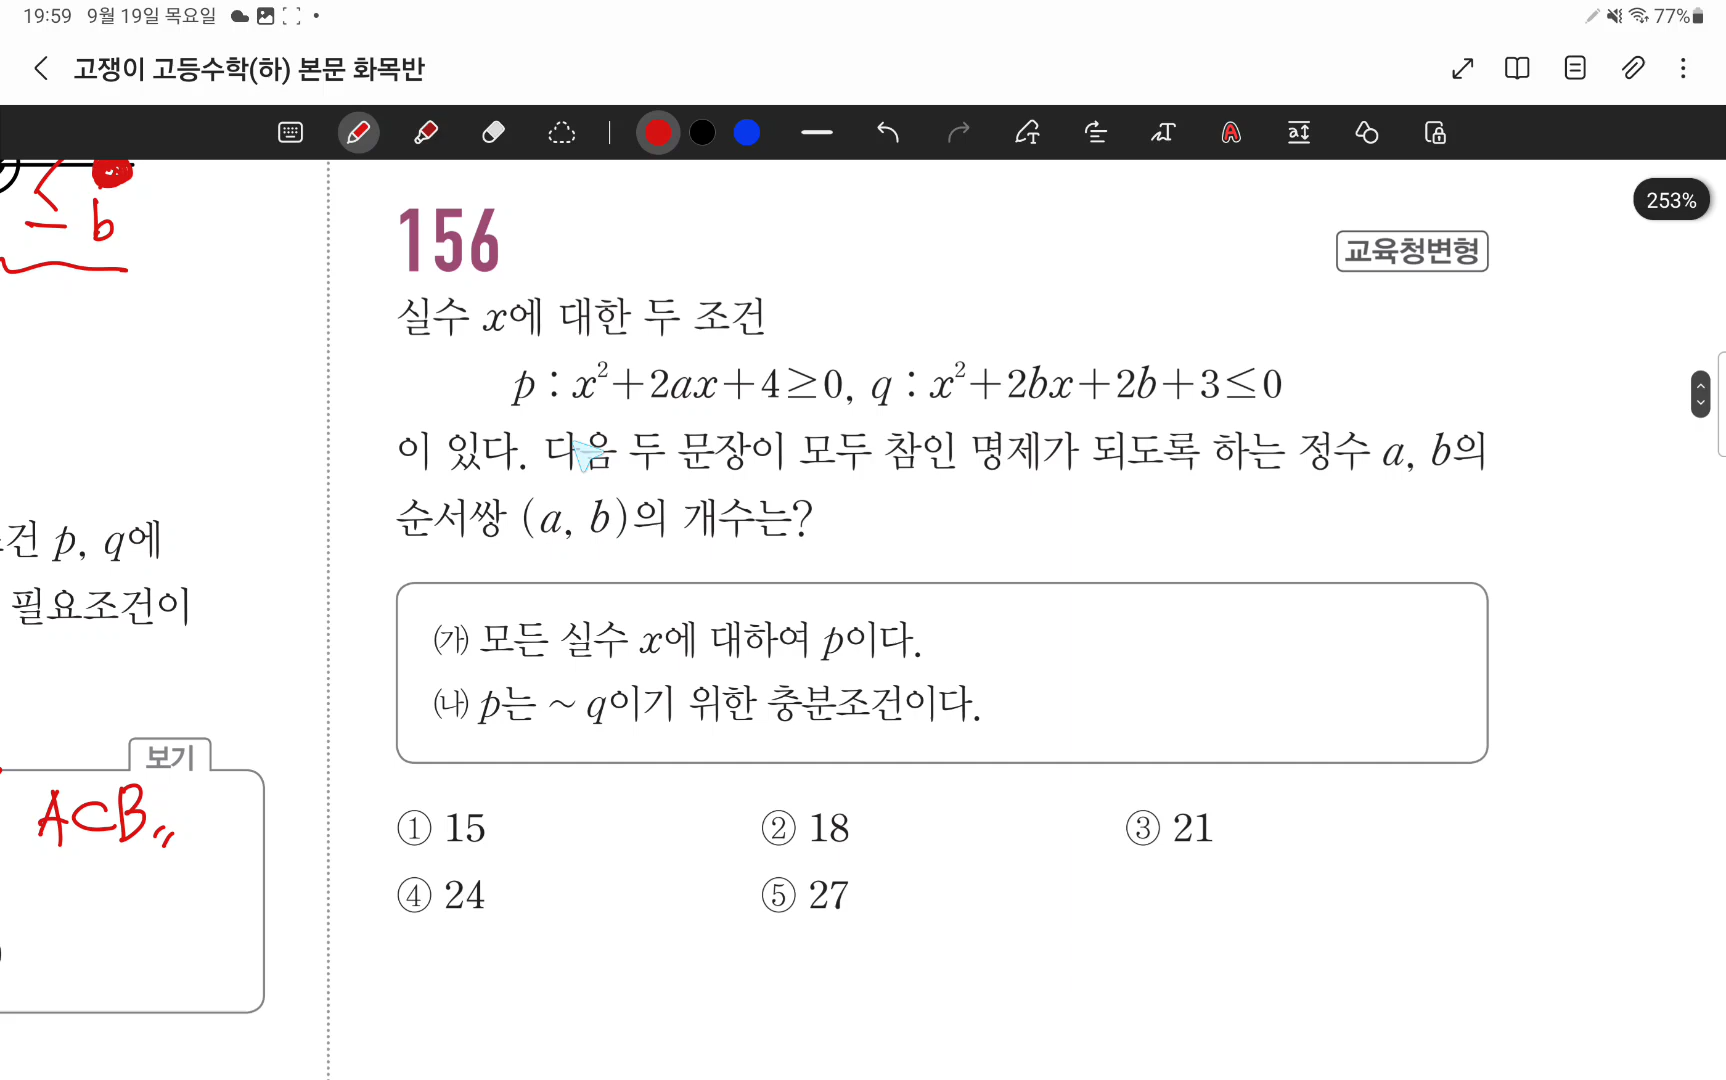 19:59 9월 19일 목요일
77%
고쟁이 고등수학(하) 본문 화목반
253%
b
건 p, q에
필요조건이
보기
A⊂B
156
교육청변형
실수 x에 대한 두 조건
p : x²+2ax+4≥0, q : x²+2bx+2b+3≤0
이 있다. 다음 두 문장이 모두 참인 명제가 되도록 하는 정수 a, b의
순서쌍 (a, b)의 개수는?
㈎ 모든 실수 x에 대하여 p이다.
㈏ p는 ~q이기 위한 충분조건이다.
① 15 ② 18 ③ 21
④ 24 ⑤ 27